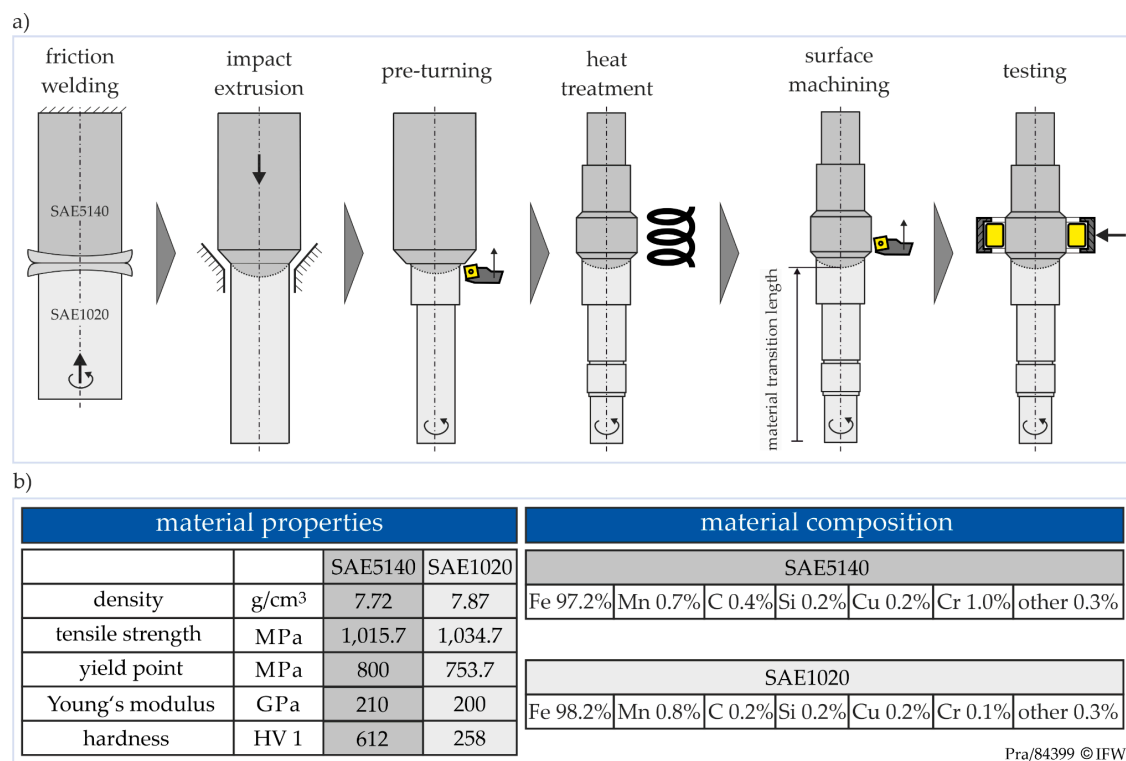 a)
friction
welding
impact
extrusion
pre-turning
heat
treatment
surface
machining
testing
SAE5140
SAE1020
material transition length
b)
material properties
SAE5140 SAE1020
density g/cm³ 7.72 7.87
tensile strength MPa 1,015.7 1,034.7
yield point MPa 800 753.7
Young‘s modulus GPa 210 200
hardness HV 1 612 258
material composition
SAE5140
Fe 97.2% Mn 0.7% C 0.4% Si 0.2% Cu 0.2% Cr 1.0% other 0.3%
SAE1020
Fe 98.2% Mn 0.8% C 0.2% Si 0.2% Cu 0.2% Cr 0.1% other 0.3%
Pra/84399 © IFW